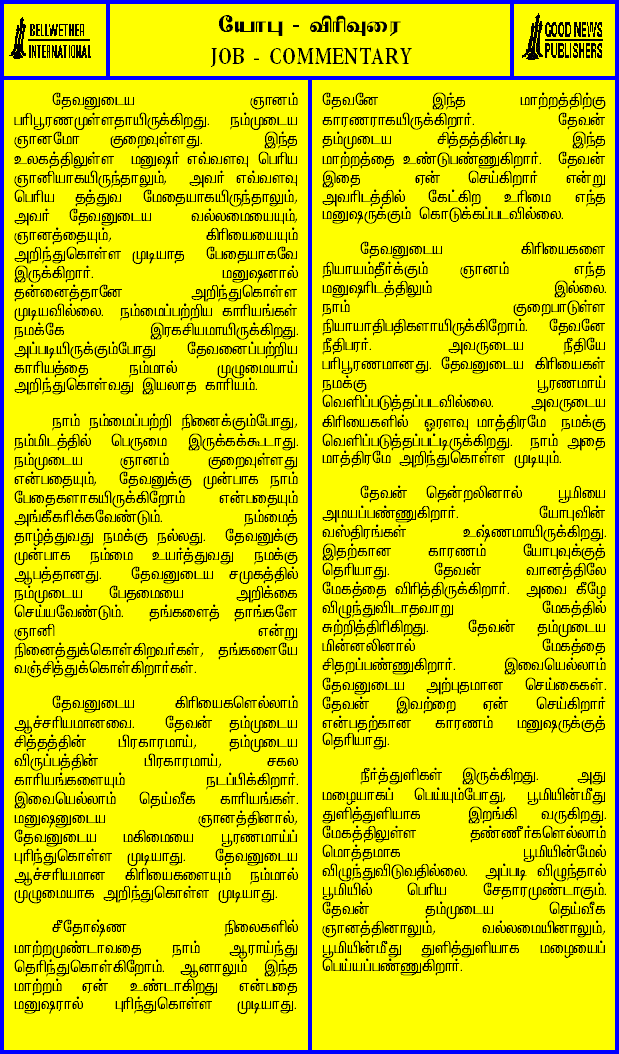 BELLWETHER
INTERNATIONAL
யோபு - விரிவுரை
JOB - COMMENTARY
GOOD NEWS
PUBLISHERS
தேவனுடைய ஞானம்
பரிபூரணமுள்ளதாயிருக்கிறது. நம்முடைய
ஞானமோ குறைவுள்ளது. இந்த
உலகத்திலுள்ள மனுஷர் எவ்வளவு பெரிய
ஞானியாகயிருந்தாலும், அவர் எவ்வளவு
பெரிய தத்துவ மேதையாகயிருந்தாலும்,
அவர் தேவனுடைய வல்லமையையும்,
ஞானத்தையும், கிரியையையும்
அறிந்துகொள்ள முடியாத பேதையாகவே
இருக்கிறார். மனுஷனால்
தன்னைத்தானே அறிந்துகொள்ள
முடியவில்லை. நம்மைப்பற்றிய காரியங்கள்
நமக்கே இரகசியமாயிருக்கிறது.
அப்படியிருக்கும்போது தேவனைப்பற்றிய
காரியத்தை நம்மால் முழுமையாய்
அறிந்துகொள்வது இயலாத காரியம்.
நாம் நம்மைப்பற்றி நினைக்கும்போது,
நம்மிடத்தில் பெருமை இருக்கக்கூடாது.
நம்முடைய ஞானம் குறைவுள்ளது
என்பதையும், தேவனுக்கு முன்பாக நாம்
பேதைகளாகயிருக்கிறோம் என்பதையும்
அங்கீகரிக்கவேண்டும். நம்மைத்
தாழ்த்துவது நமக்கு நல்லது. தேவனுக்கு
முன்பாக நம்மை உயர்த்துவது நமக்கு
ஆபத்தானது. தேவனுடைய சமுகத்தில்
நம்முடைய பேதமையை அறிக்கை
செய்யவேண்டும். தங்களைத் தாங்களே
ஞானி என்று
நினைத்துக்கொள்கிறவர்கள், தங்களையே
வஞ்சித்துக்கொள்கிறார்கள்.
தேவனுடைய கிரியைகளெல்லாம்
ஆச்சரியமானவை. தேவன் தம்முடைய
சித்தத்தின் பிரகாரமாய், தம்முடைய
விருப்பத்தின் பிரகாரமாய், சகல
காரியங்களையும் நடப்பிக்கிறார்.
இவையெல்லாம் தெய்வீக காரியங்கள்.
மனுஷனுடைய ஞானத்தினால்,
தேவனுடைய மகிமையை பூரணமாய்ப்
புரிந்துகொள்ள முடியாது. தேவனுடைய
ஆச்சரியமான கிரியைகளையும் நம்மால்
முழுமையாக அறிந்துகொள்ள முடியாது.
சீதோஷ்ண நிலைகளில்
மாற்றமுண்டாவதை நாம் ஆராய்ந்து
தெரிந்துகொள்கிறோம். ஆனாலும் இந்த
மாற்றம் ஏன் உண்டாகிறது என்பதை
மனுஷரால் புரிந்துகொள்ள முடியாது.
தேவனே இந்த மாற்றத்திற்கு
காரணராகயிருக்கிறார். தேவன்
தம்முடைய சித்தத்தின்படி இந்த
மாற்றத்தை உண்டுபண்ணுகிறார். தேவன்
இதை ஏன் செய்கிறார் என்று
அவரிடத்தில் கேட்கிற உரிமை எந்த
மனுஷருக்கும் கொடுக்கப்படவில்லை.
தேவனுடைய கிரியைகளை
நியாயம்தீர்க்கும் ஞானம் எந்த
மனுஷரிடத்திலும் இல்லை.
நாம் குறைபாடுள்ள
நியாயாதிபதிகளாயிருக்கிறோம். தேவனே
நீதிபரர். அவருடைய நீதியே
பரிபூரணமானது. தேவனுடைய கிரியைகள்
நமக்கு பூரணமாய்
வெளிப்படுத்தப்படவில்லை. அவருடைய
கிரியைகளில் ஓரளவு மாத்திரமே நமக்கு
வெளிப்படுத்தப்பட்டிருக்கிறது. நாம் அதை
மாத்திரமே அறிந்துகொள்ள முடியும்.
தேவன் தென்றலினால் பூமியை
அமயப்பண்ணுகிறார். யோபுவின்
வஸ்திரங்கள் உஷ்ணமாயிருக்கிறது.
இதற்கான காரணம் யோபுவுக்குத்
தெரியாது. தேவன் வானத்திலே
மேகத்தை விரித்திருக்கிறார். அவை கீழே
விழுந்துவிடாதவாறு மேகத்தில்
சுற்றித்திரிகிறது. தேவன் தம்முடைய
மின்னலினால் மேகத்தை
சிதறப்பண்ணுகிறார். இவையெல்லாம்
தேவனுடைய அற்புதமான செய்கைகள்.
தேவன் இவற்றை ஏன் செய்கிறார்
என்பதற்கான காரணம் மனுஷருக்குத்
தெரியாது.
நீர்த்துளிகள் இருக்கிறது. அது
மழையாகப் பெய்யும்போது, பூமியின்மீது
துளித்துளியாக இறங்கி வருகிறது.
மேகத்திலுள்ள தண்ணீர்களெல்லாம்
மொத்தமாக பூமியின்மேல்
விழுந்துவிடுவதில்லை. அப்படி விழுந்தால்
பூமியில் பெரிய சேதாரமுண்டாகும்.
தேவன் தம்முடைய தெய்வீக
ஞானத்தினாலும், வல்லமையினாலும்,
பூமியின்மீது துளித்துளியாக மழையைப்
பெய்யப்பண்ணுகிறார்.